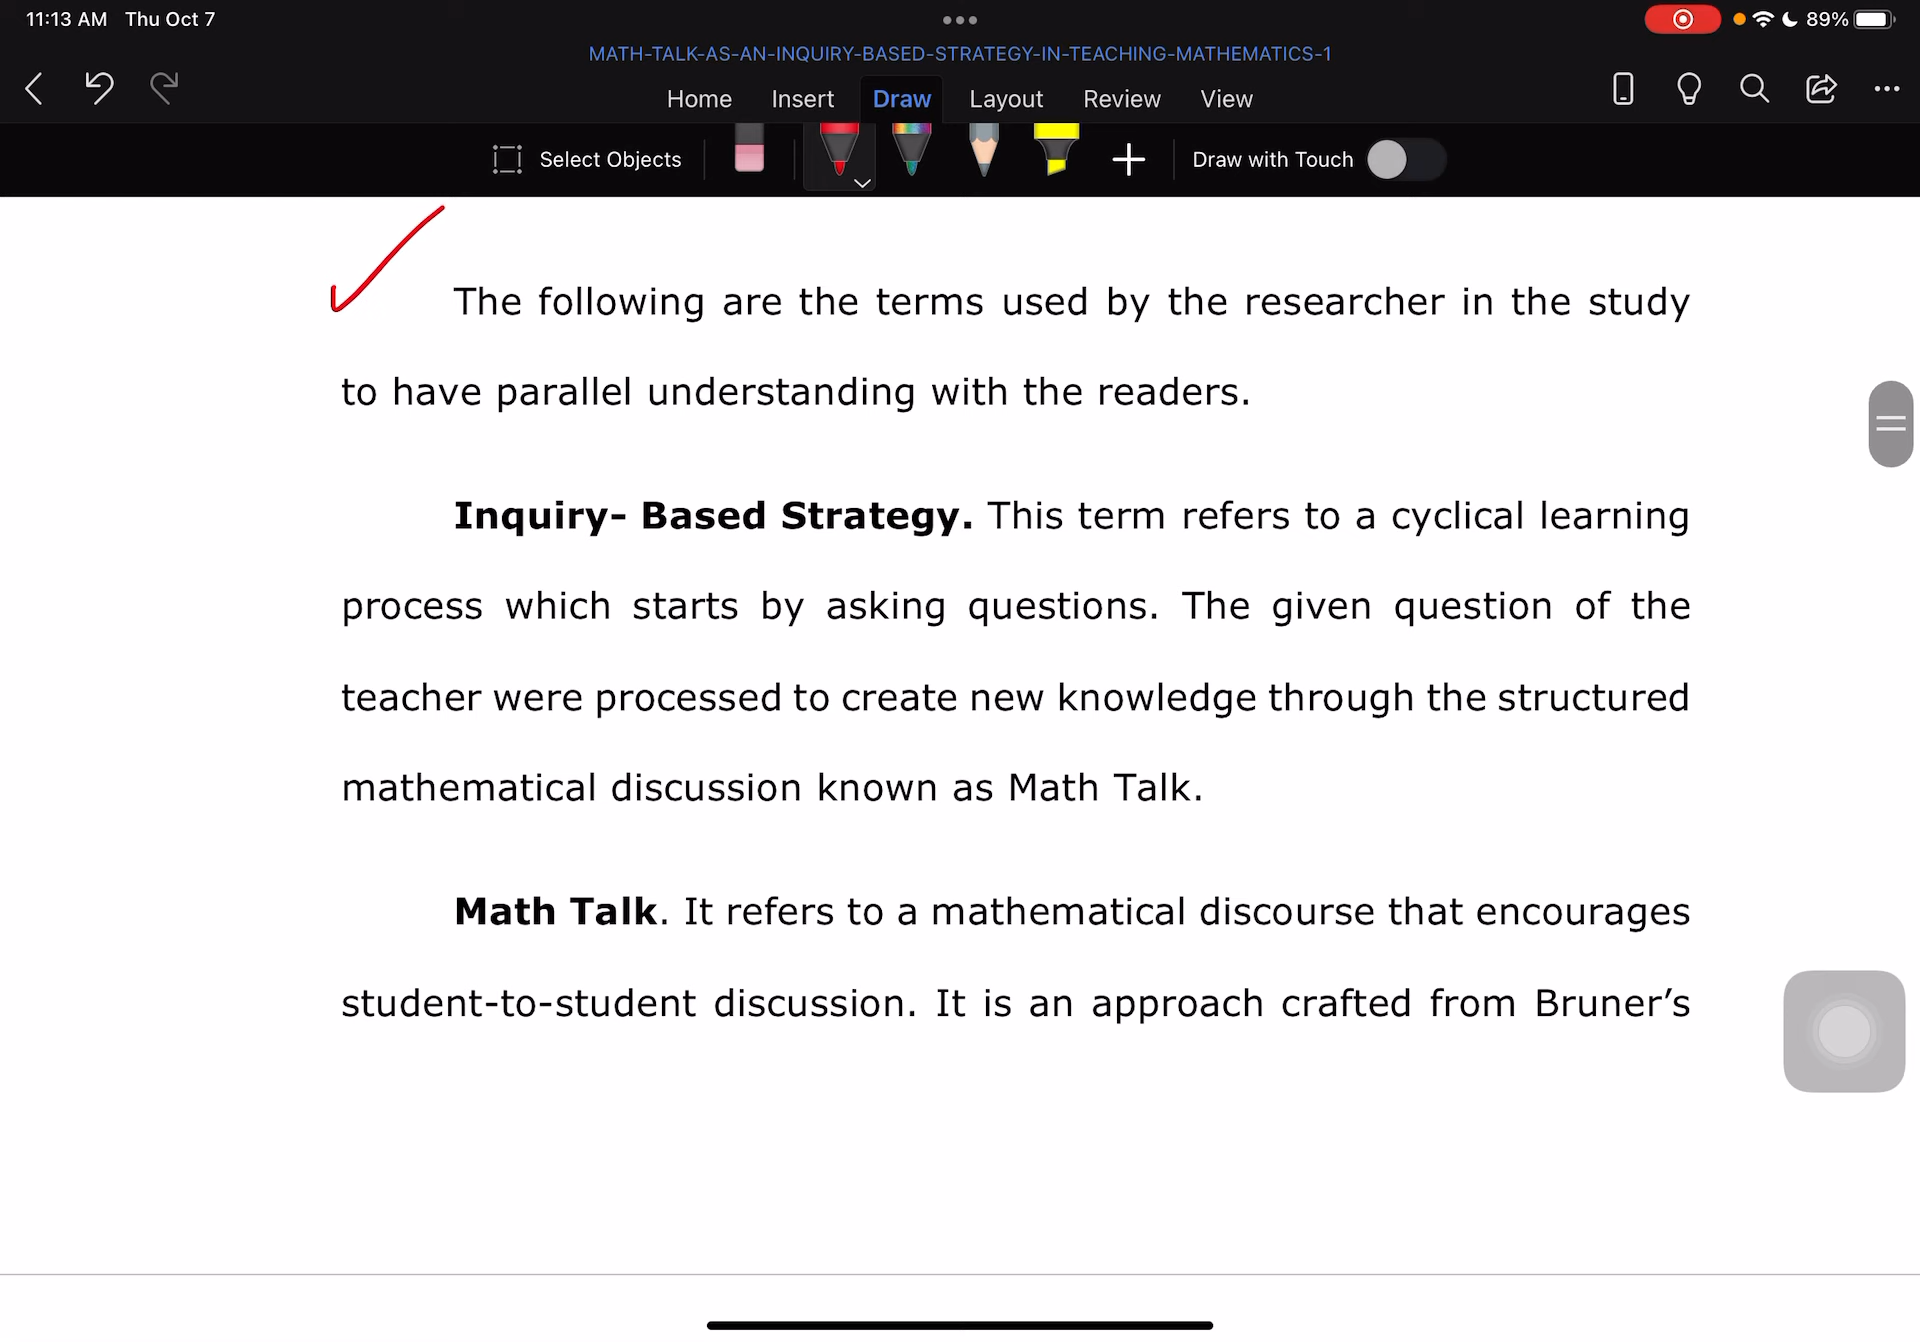 11:13 AM Thu Oct 7
89%
MATH-TALK-AS-AN-INQUIRY-BASED-STRATEGY-IN-TEACHING-MATHEMATICS-1
Home Insert Draw Layout Review View
Select Objects
Draw with Touch
The following are the terms used by the researcher in the study
to have parallel understanding with the readers.
Inquiry- Based Strategy. This term refers to a cyclical learning
process which starts by asking questions. The given question of the
teacher were processed to create new knowledge through the structured
mathematical discussion known as Math Talk.
Math Talk. It refers to a mathematical discourse that encourages
student-to-student discussion. It is an approach crafted from Bruner’s